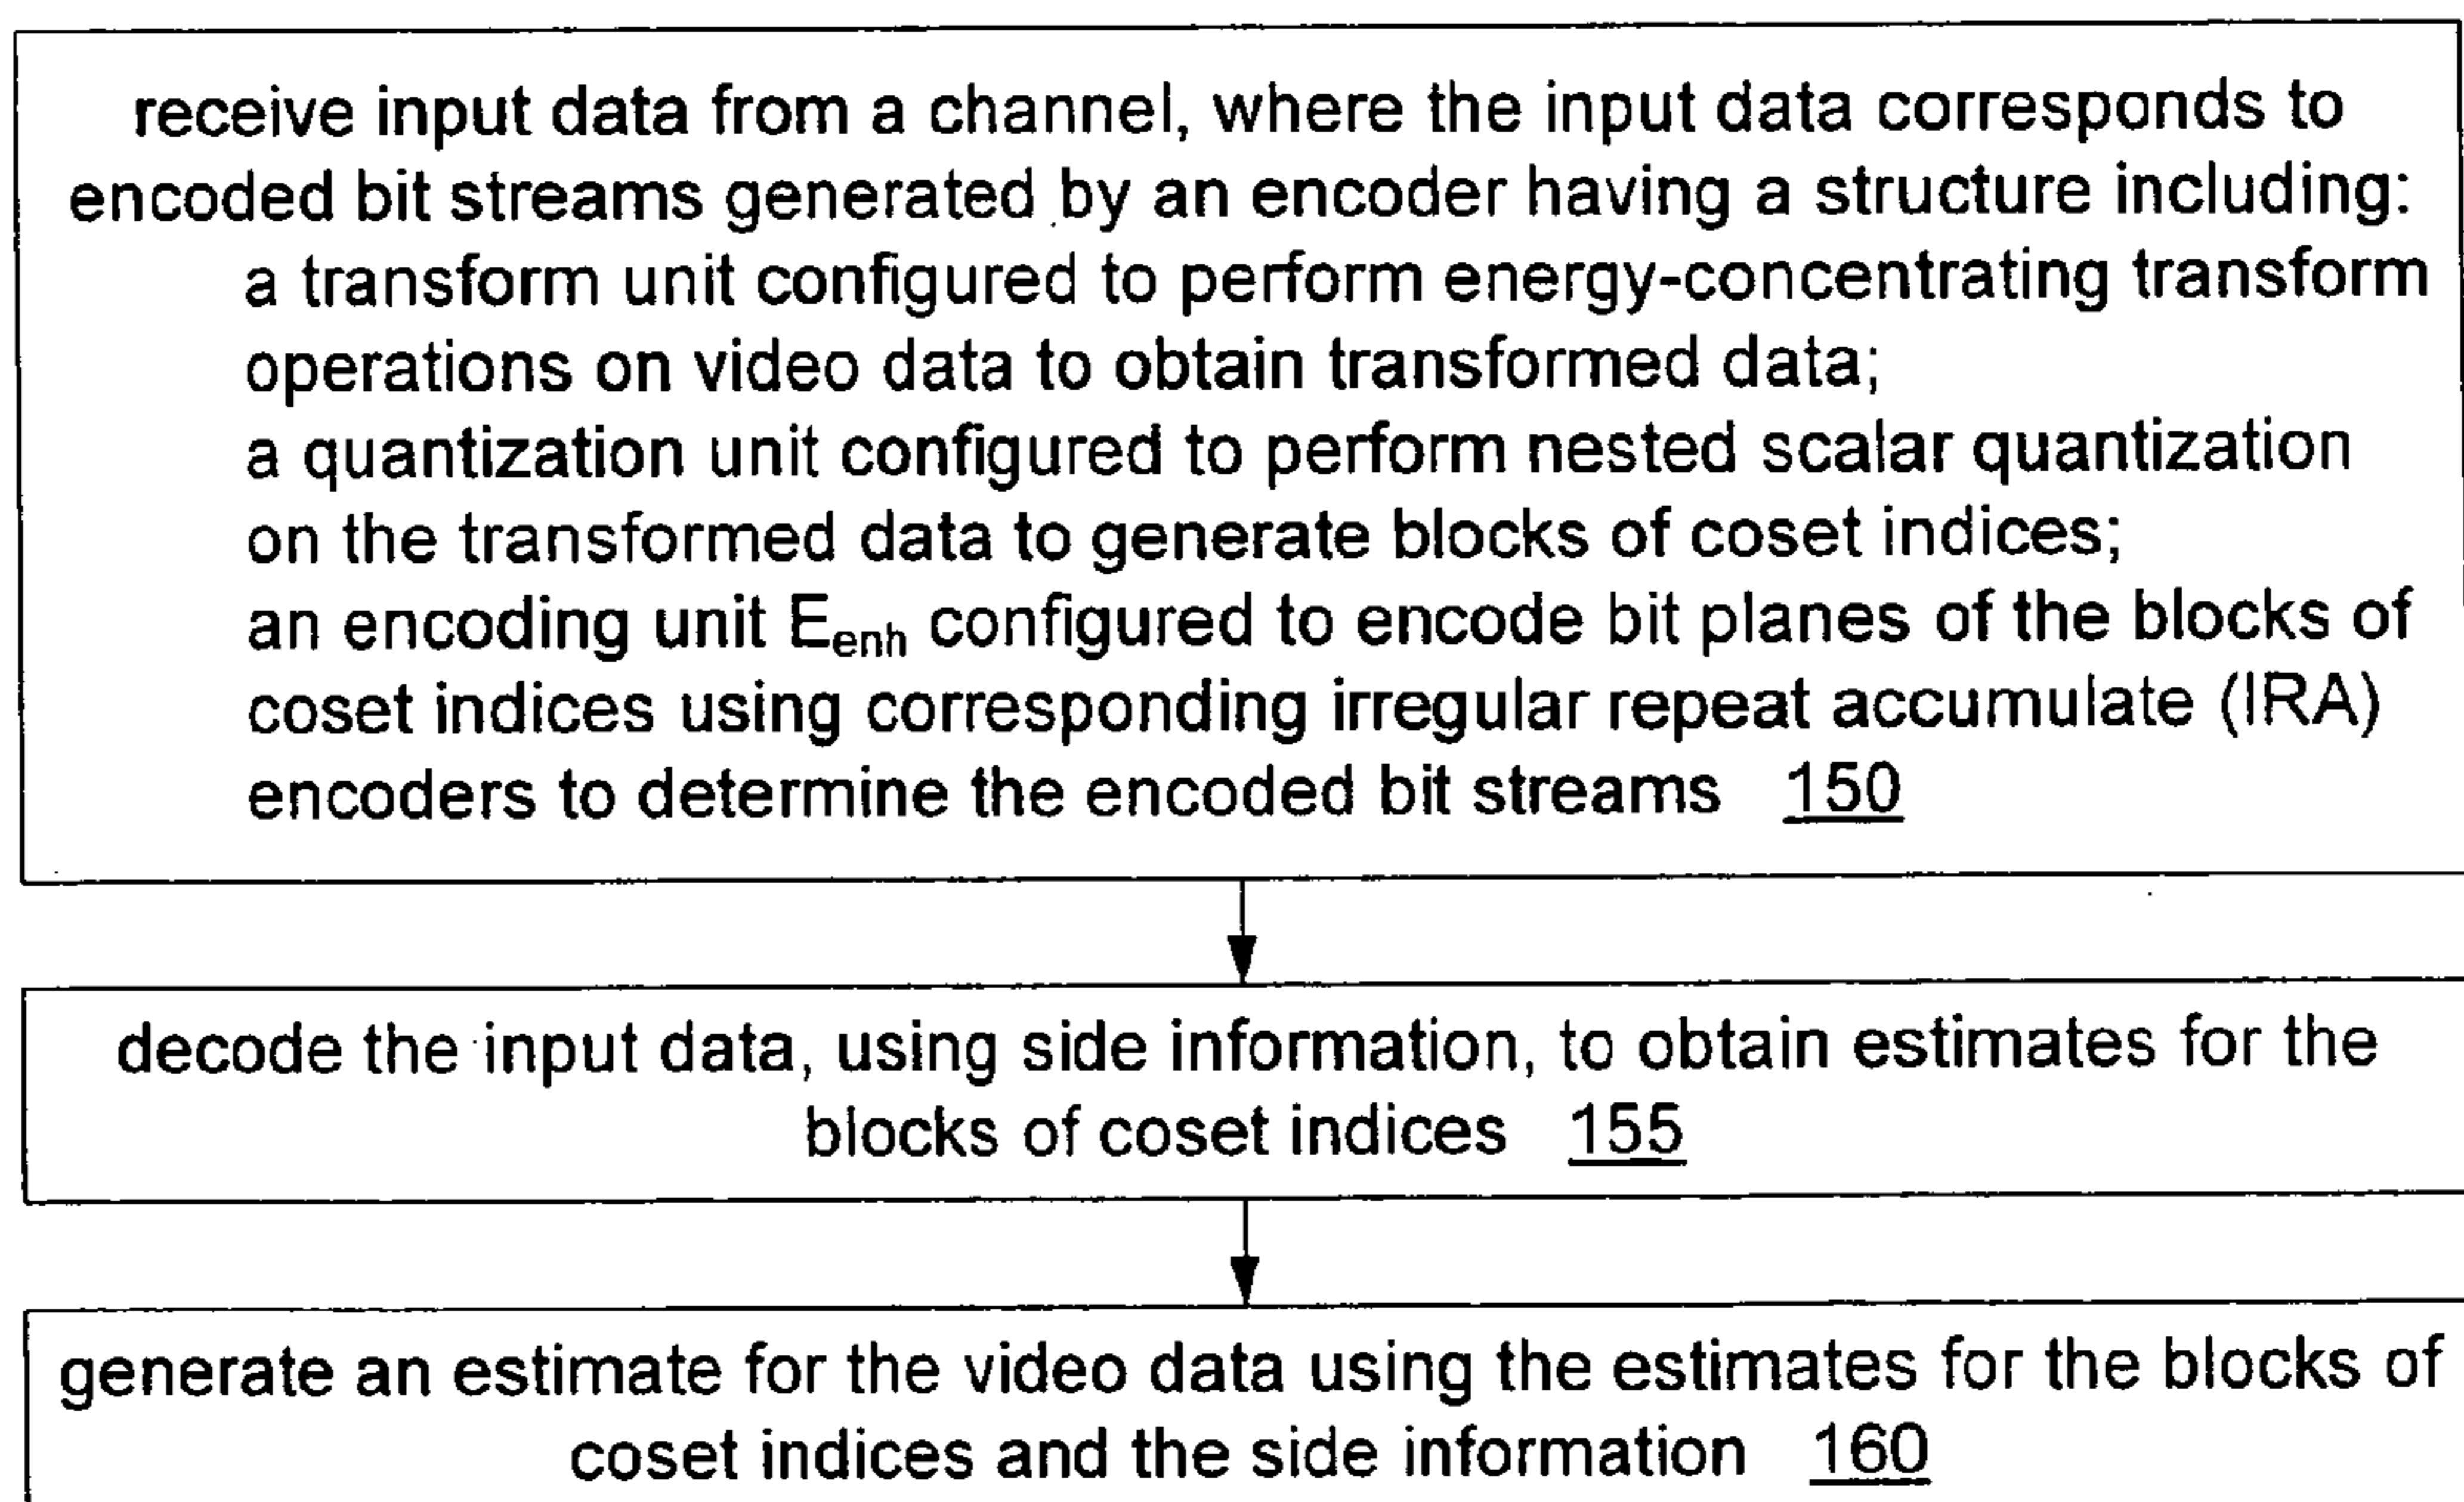 receive input data from a channel, where the input data corresponds to
encoded bit streams generated by an encoder having a structure including:
a transform unit configured to perform energy-concentrating transform
operations on video data to obtain transformed data;
a quantization unit configured to perform nested scalar quantization
on the transformed data to generate blocks of coset indices;
an encoding unit Eenh configured to encode bit planes of the blocks of
coset indices using corresponding irregular repeat accumulate (IRA)
encoders to determine the encoded bit streams 150
decode the input data, using side information, to obtain estimates for the
blocks of coset indices 155
generate an estimate for the video data using the estimates for the blocks of
coset indices and the side information 160